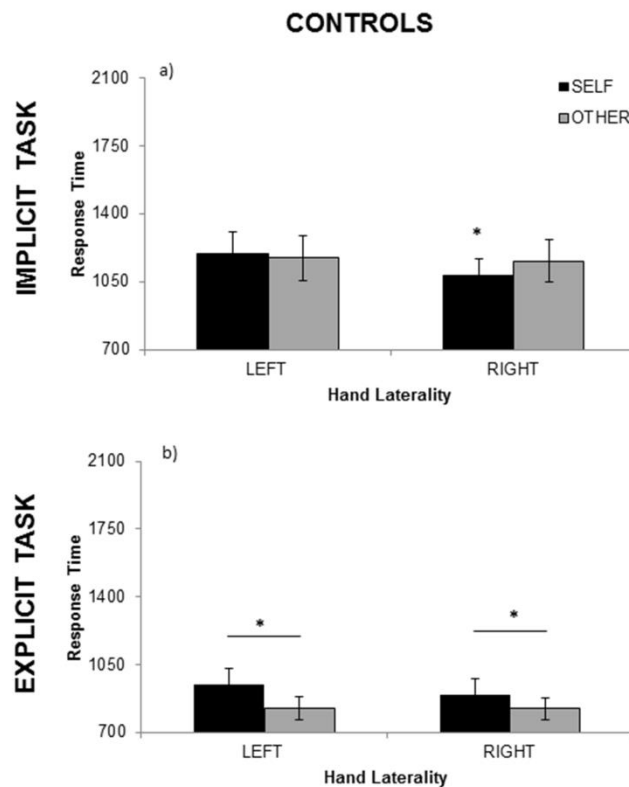 CONTROLS
IMPLICIT TASK
a)
SELF
OTHER
Response Time
2100
1750
1400
1050
700
*
LEFT RIGHT
Hand Laterality
EXPLICIT TASK
b)
Response Time
2100
1750
1400
1050
700
* *
LEFT RIGHT
Hand Laterality